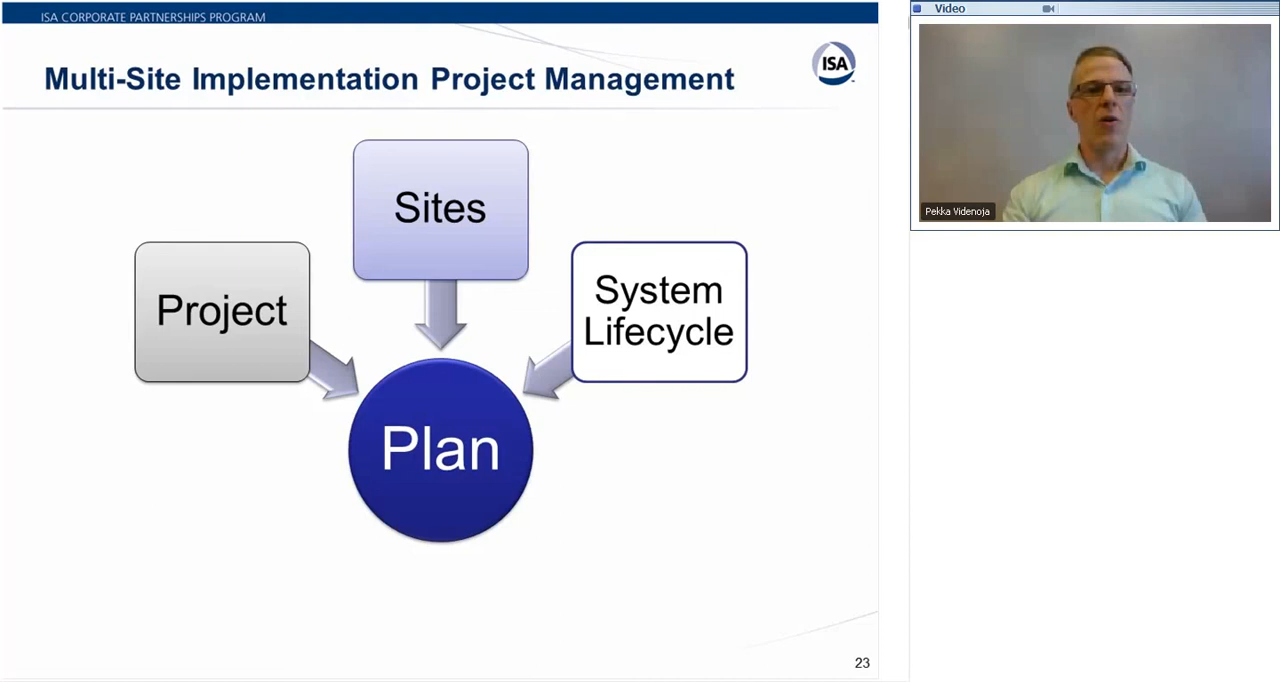 ISA CORPORATE PARTNERSHIPS PROGRAM
Multi-Site Implementation Project Management
ISA
Sites
Project
System
Lifecycle
Plan
23
Video
Pekka Videnoja